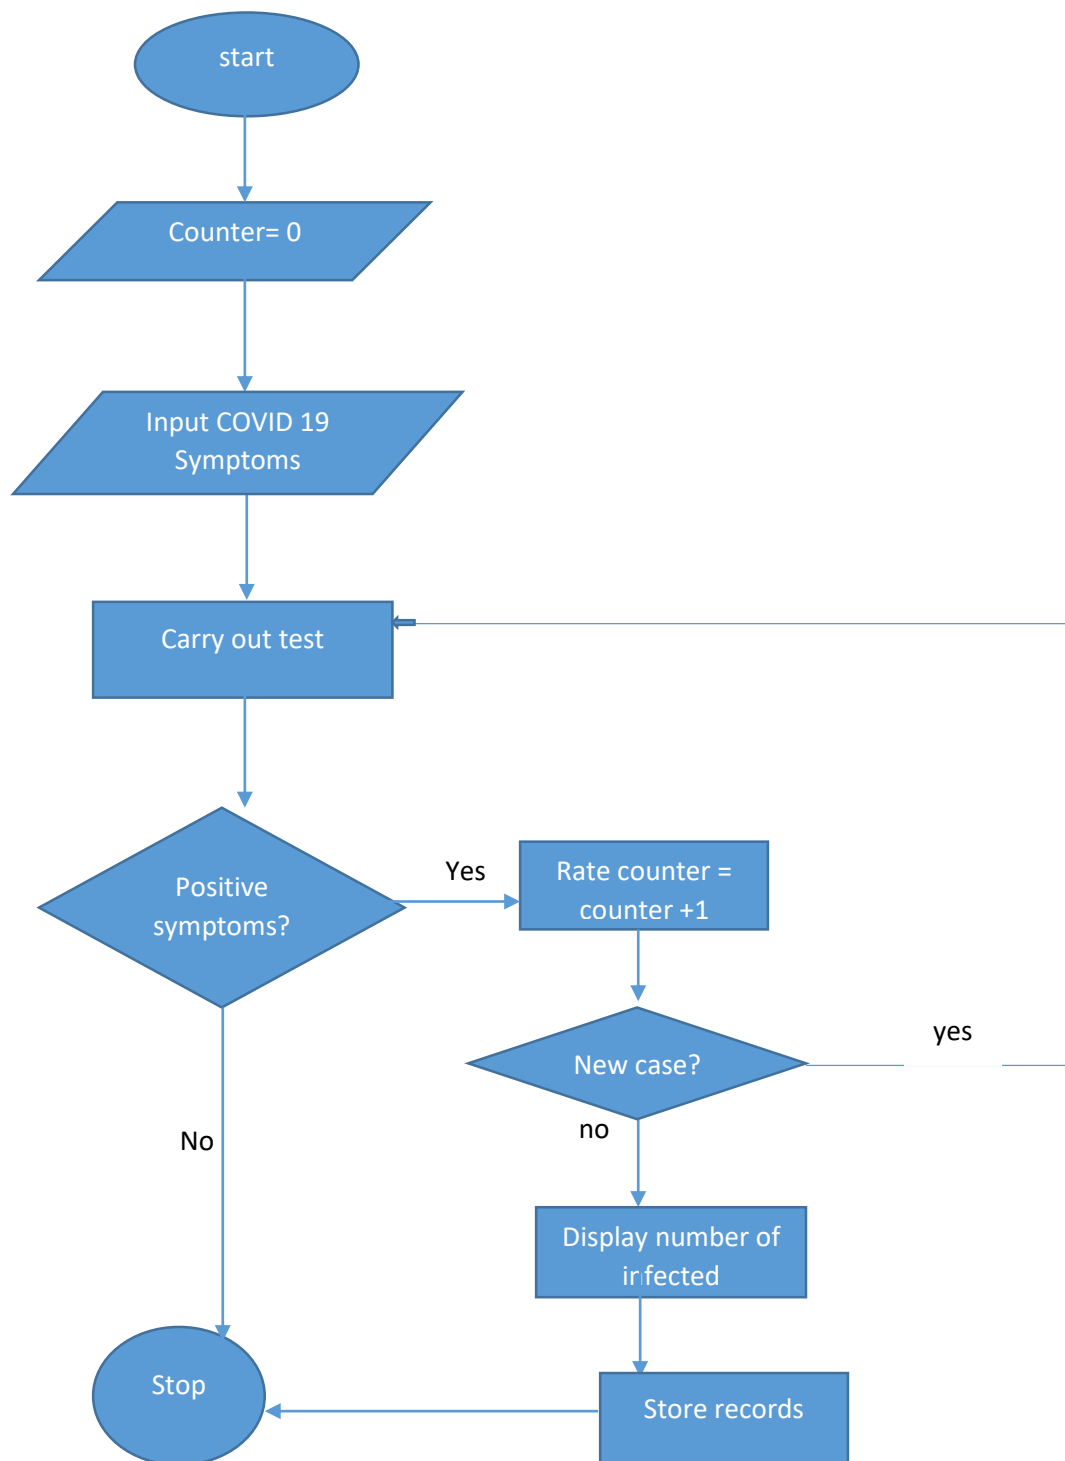 start
Counter= 0
Input COVID 19
Symptoms
Carry out test
Positive
symptoms?
Yes
Rate counter =
counter +1
New case?
yes
no
No
Display number of
infected
Stop
Store records